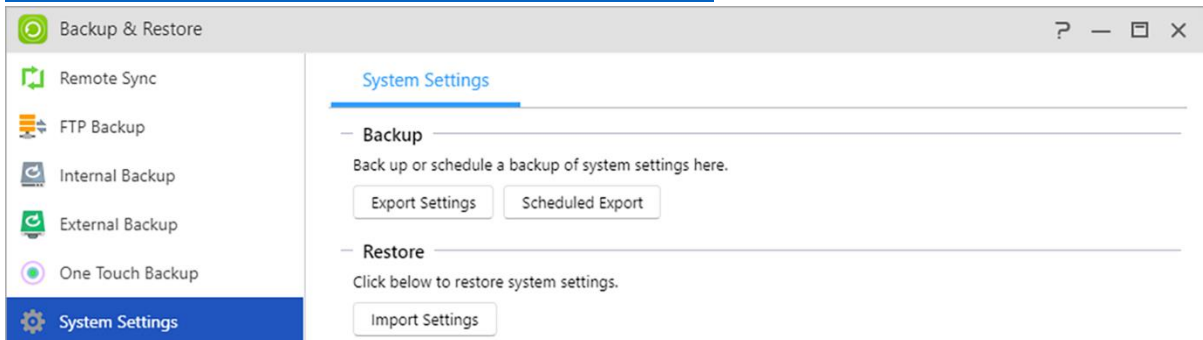 Backup & Restore
Remote Sync
FTP Backup
Internal Backup
External Backup
One Touch Backup
System Settings
System Settings
Backup
Back up or schedule a backup of system settings here.
Export Settings Scheduled Export
Restore
Click below to restore system settings.
Import Settings